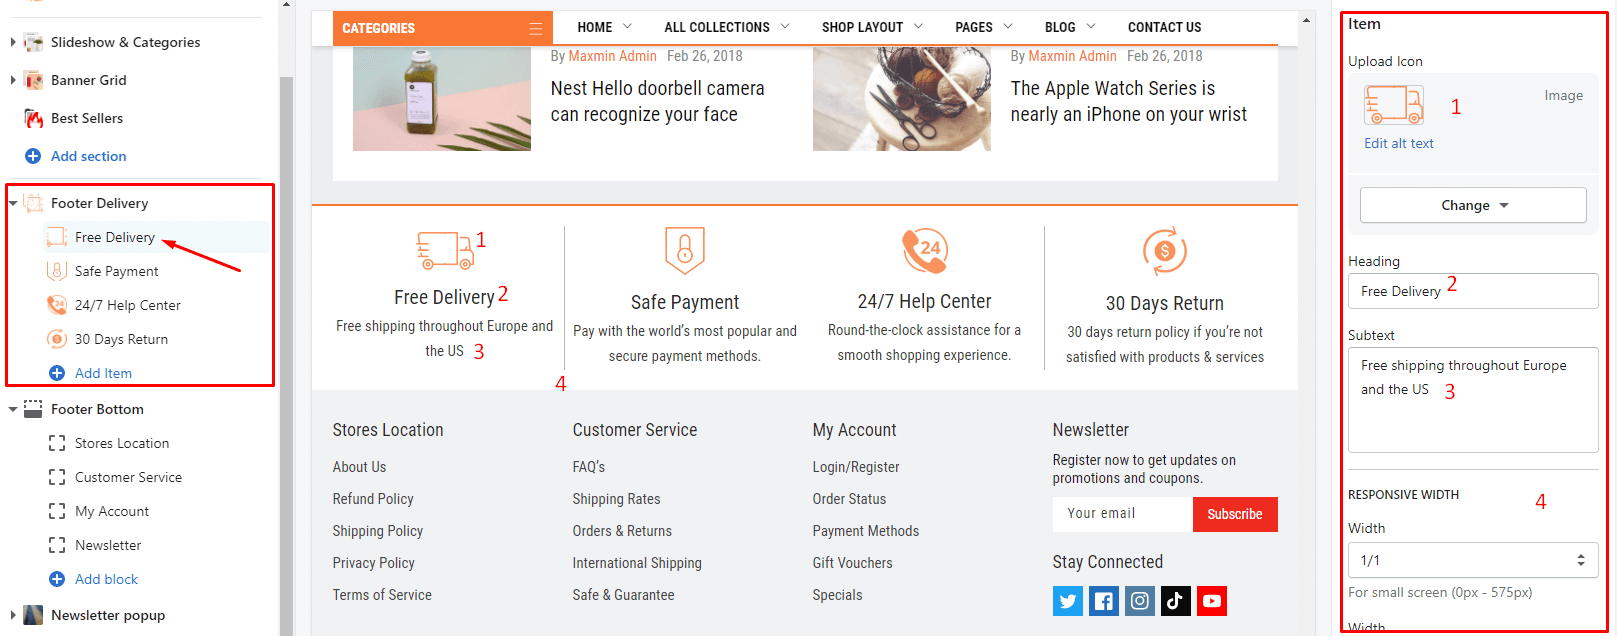 Slideshow & Categories
Banner Grid
Best Sellers
Add section
Footer Delivery
Free Delivery
Safe Payment
24/7 Help Center
30 Days Return
Add Item
Footer Bottom
Stores Location
Customer Service
My Account
Newsletter
Add block
Newsletter popup
CATEGORIES
HOME
ALL COLLECTIONS
SHOP LAYOUT
PAGES
BLOG
CONTACT US
By Maxmin Admin Feb 26, 2018
Nest Hello doorbell camera
can recognize your face
By Maxmin Admin Feb 26, 2018
The Apple Watch Series is
nearly an iPhone on your wrist
1
Free Delivery 2
Free shipping throughout Europe and
the US 3
4
Safe Payment
Pay with the world's most popular and
secure payment methods.
24
24/7 Help Center
Round-the-clock assistance for a
smooth shopping experience.
$
30 Days Return
30 days return policy if you're not
satisfied with products & services
Stores Location
About Us
Refund Policy
Shipping Policy
Privacy Policy
Terms of Service
Customer Service
FAQ's
Shipping Rates
Orders & Returns
International Shipping
Safe & Guarantee
My Account
Login/Register
Order Status
Payment Methods
Gift Vouchers
Specials
Newsletter
Register now to get updates on
promotions and coupons.
Your email
Subscribe
Stay Connected
Item
Upload Icon
1
Image
Edit alt text
Change
Heading
Free Delivery 2
Subtext
Free shipping throughout Europe
and the US 3
RESPONSIVE WIDTH
4
Width
1/1
For small screen (0px - 575px)
Width